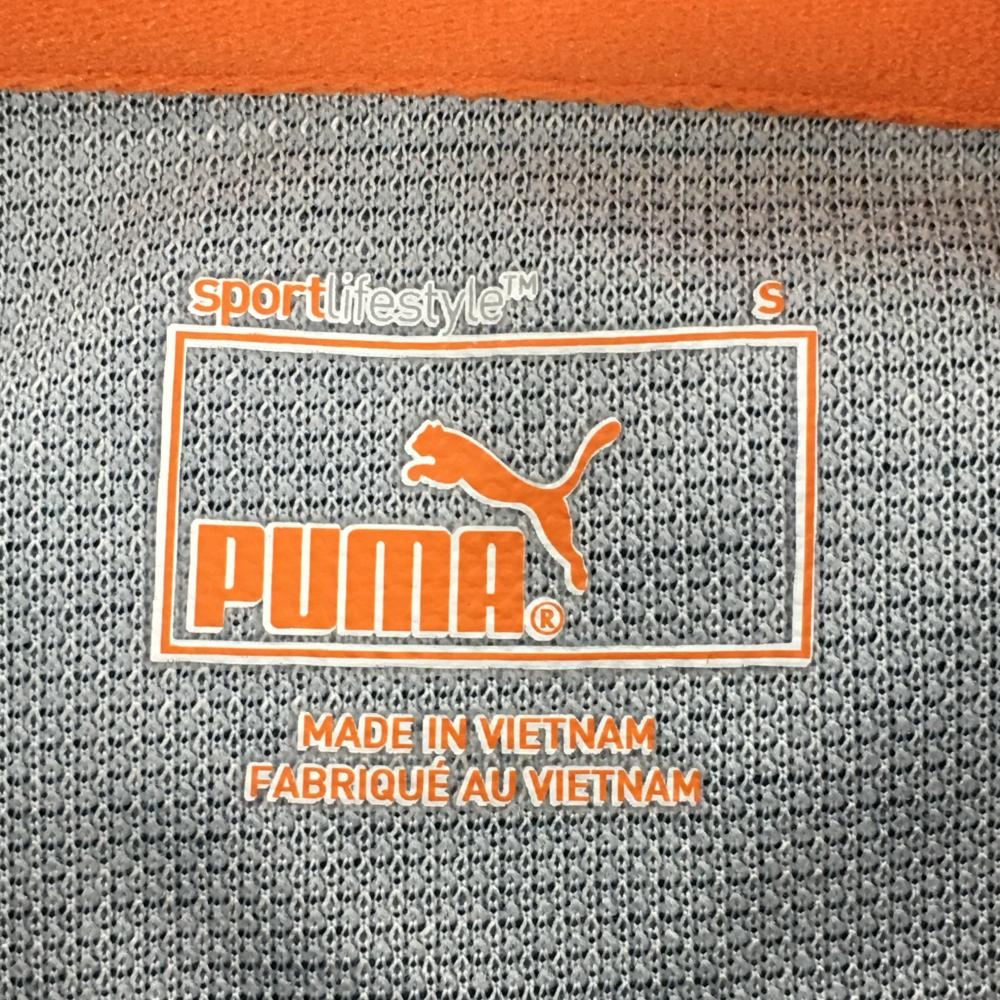 sportlifestyle™ S
PUMA®
MADE IN VIETNAM
FABRIQUÉ AU VIETNAM